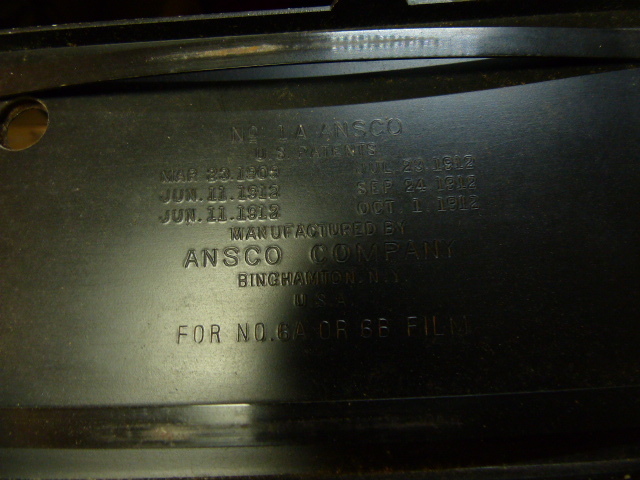 Nº 1A ANSCO
U.S. PATENTS
MAR 22.1904 JUL.23.1912
JUN.11.1912 SEP 24 1912
JUN.11.1912 OCT. 1 1912
MANUFACTURED BY
ANSCO COMPANY
BINGHAMTON.N.Y.
U.S.A.
FOR NO.6A OR 6B FILM